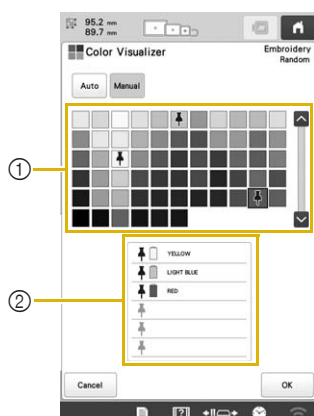 95.2 mm
89.7 mm
Color Visualizer
Embroidery
Random
Auto
Manual
①
②
YELLOW
LIGHT BLUE
RED
Cancel
OK